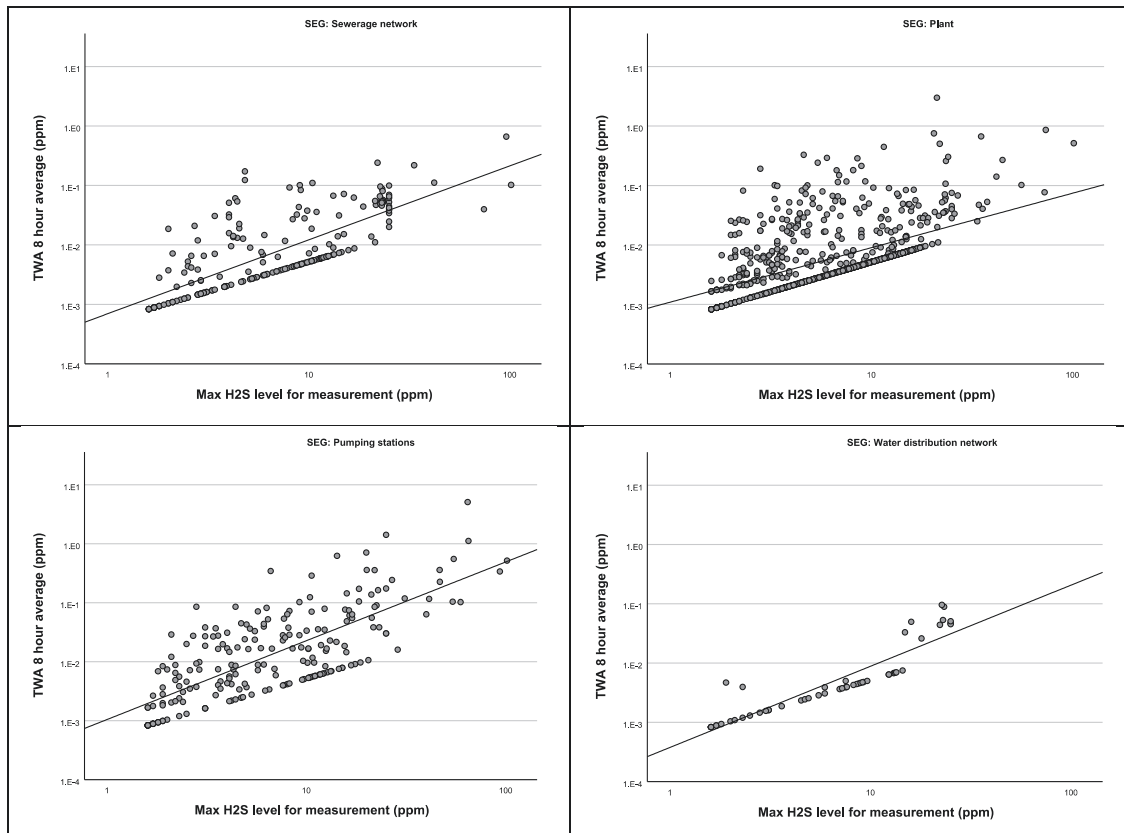 SEG: Sewerage network
TWA 8 hour average (ppm)
1.E1
1.E0
1.E-1
1.E-2
1.E-3
1.E-4
1
10
100
Max H2S level for measurement (ppm)
SEG: Plant
TWA 8 hour average (ppm)
1.E1
1.E0
1.E-1
1.E-2
1.E-3
1.E-4
1
10
100
Max H2S level for measurement (ppm)
SEG: Pumping stations
TWA 8 hour average (ppm)
1.E1
1.E0
1.E-1
1.E-2
1.E-3
1.E-4
1
10
100
Max H2S level for measurement (ppm)
SEG: Water distribution network
TWA 8 hour average (ppm)
1.E1
1.E0
1.E-1
1.E-2
1.E-3
1.E-4
1
10
100
Max H2S level for measurement (ppm)